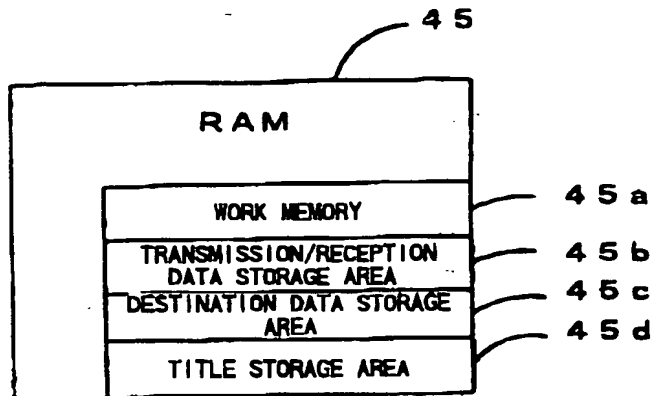 45
RAM
WORK MEMORY
45a
TRANSMISSION/RECEPTION
DATA STORAGE AREA
45b
DESTINATION DATA STORAGE
AREA
45c
TITLE STORAGE AREA
45d